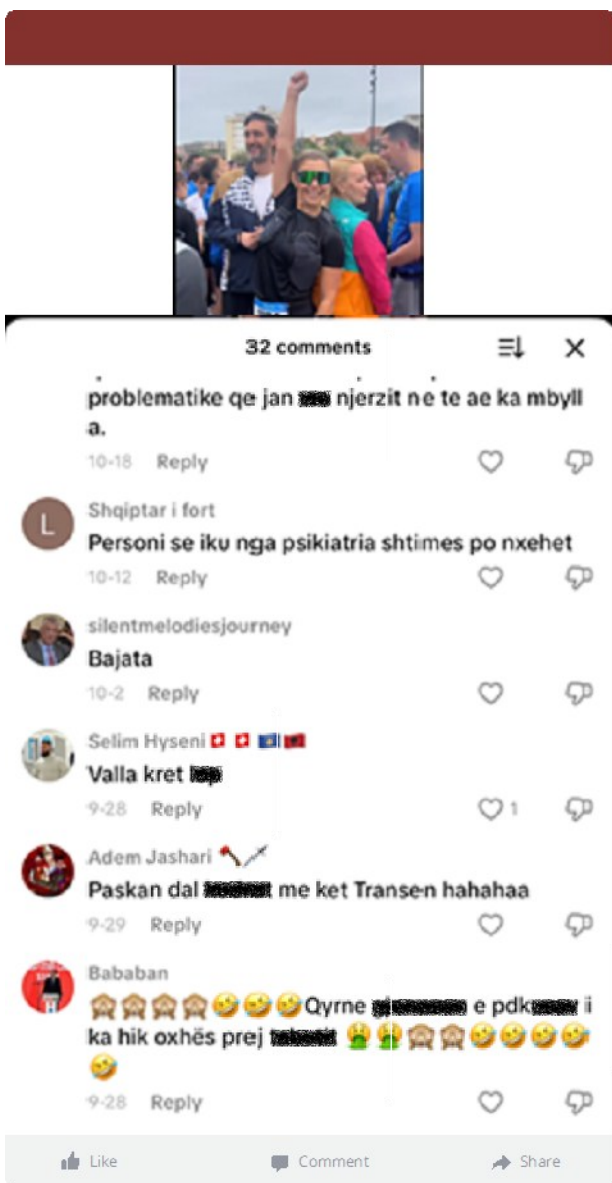 32 comments
problematike qe jan njerzit ne te ae ka mbyll
a.
10-18 Reply
Shqiptar i fort
L
Personi se iku nga psikiatria shtimes po nxehet
10-12 Reply
silentmelodiesjourney
Bajata
10-2 Reply
Selim Hyseni 🇨🇭 🇨🇭 🇽🇰 🇦🇱
Valla kret
9-28 Reply 1
Adem Jashari 🪓🗡️
Paskan dal me ket Transen hahahaa
9-29 Reply
Bababan
🙈🙈🙈🙈🤣🤣🤣Qyrne e pdk i
ka hik oxhës prej 🤮🤮🙈🙈🤣🤣🤣🤣
🤣
9-28 Reply
Like Comment Share